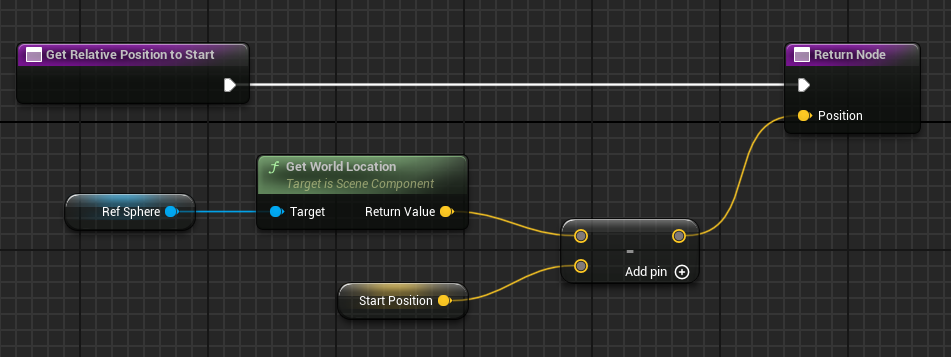 Get Relative Position to Start
Return Node
Position
f Get World Location
Target is Scene Component
Ref Sphere
Target
Return Value
-
Add pin
Start Position